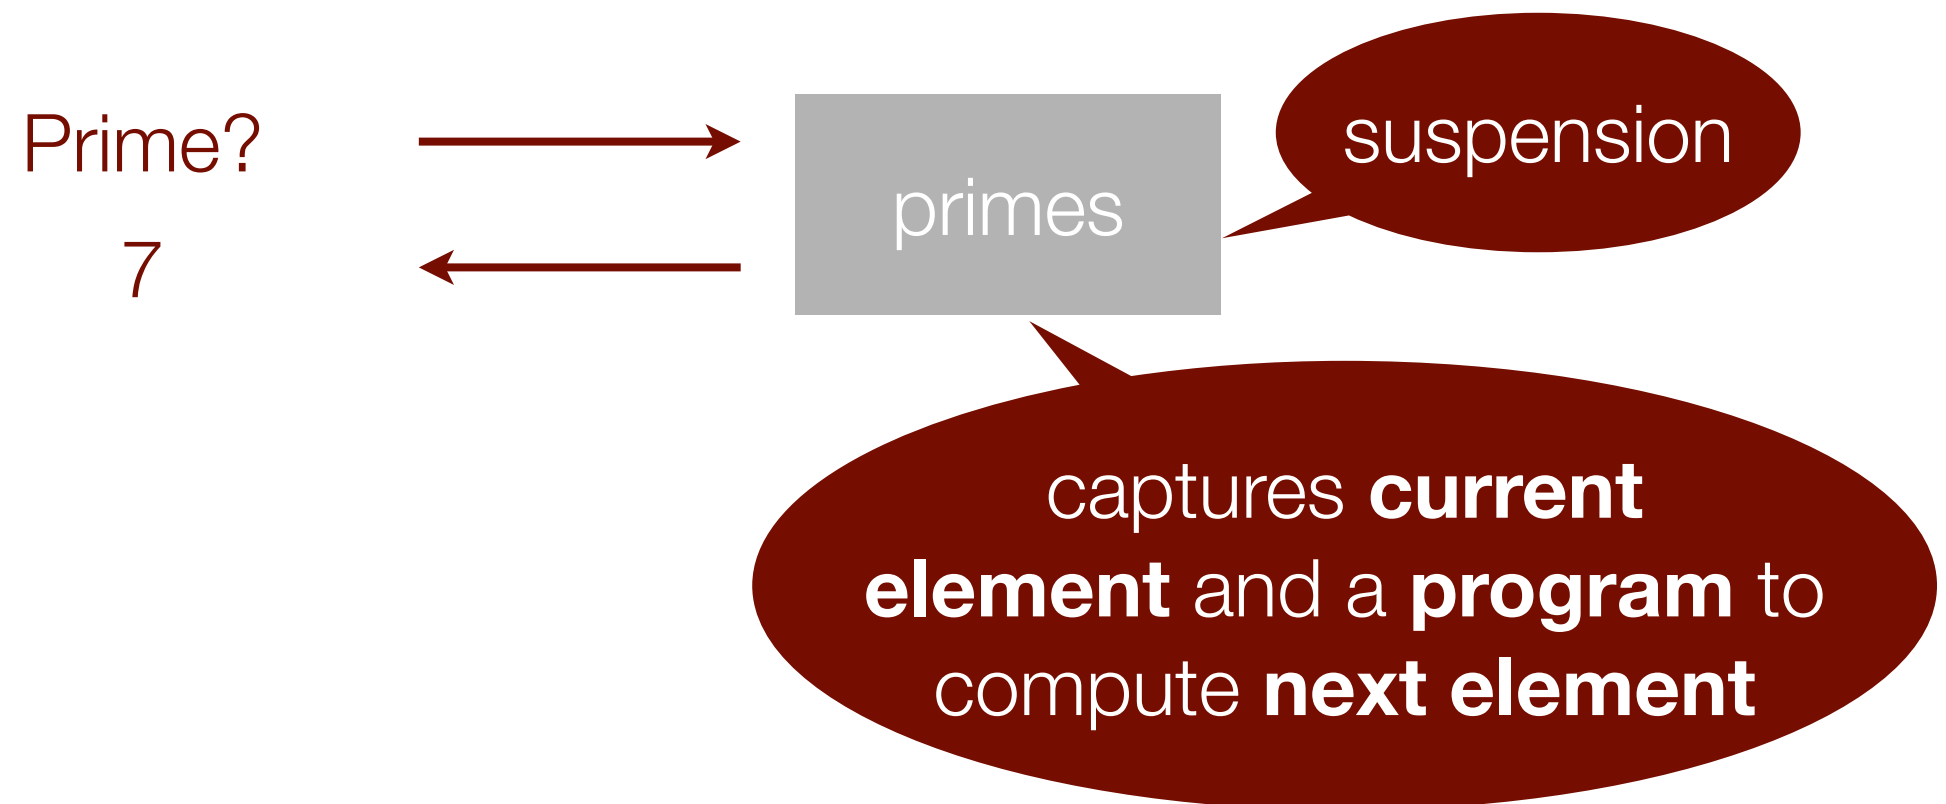 Prime?
7
primes
suspension
captures current
element and a program to
compute next element